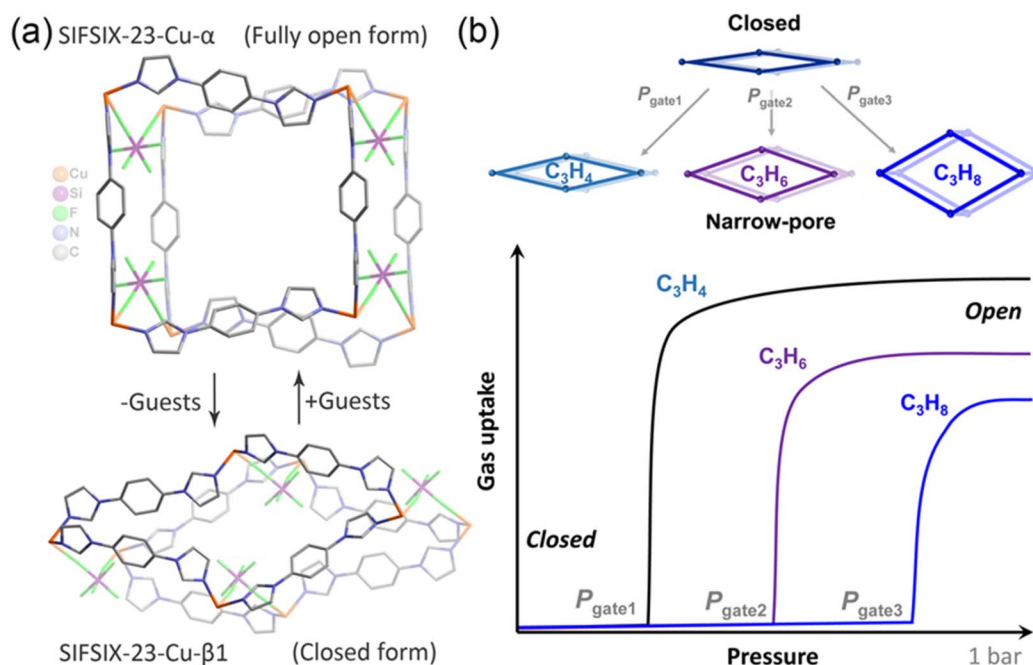 (a) SIFSIX-23-Cu-α (Fully open form)
Cu
Si
F
N
C
-Guests
+Guests
SIFSIX-23-Cu-β1 (Closed form)
(b)
Closed
Pgate1
Pgate2
Pgate3
C₃H₄
C₃H₆
C₃H₈
Narrow-pore
C₃H₄
Open
C₃H₆
C₃H₈
Gas uptake
Closed
Pgate1
Pgate2
Pgate3
Pressure
1 bar